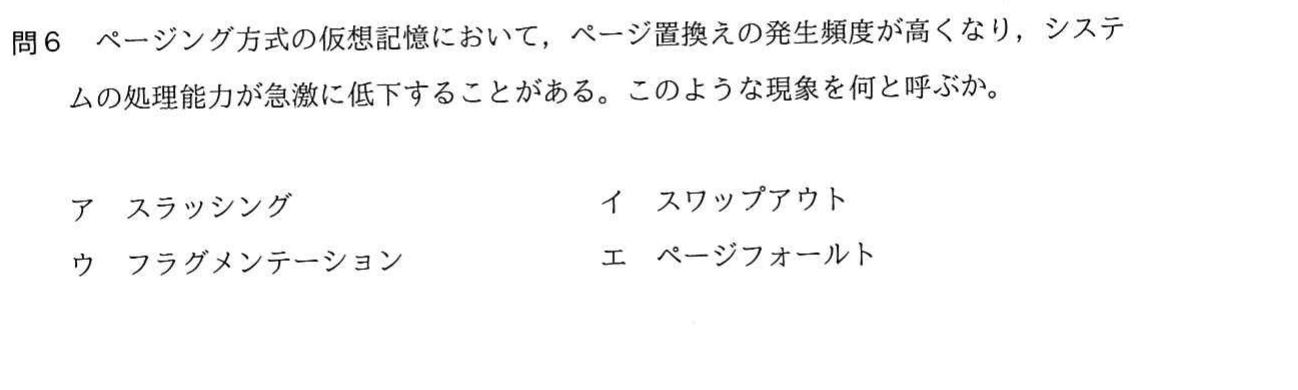 問6　ページング方式の仮想記憶において，ページ置換えの発生頻度が高くなり，システ
ムの処理能力が急激に低下することがある。このような現象を何と呼ぶか。
ア　スラッシング　イ　スワップアウト
ウ　フラグメンテーション　エ　ページフォールト